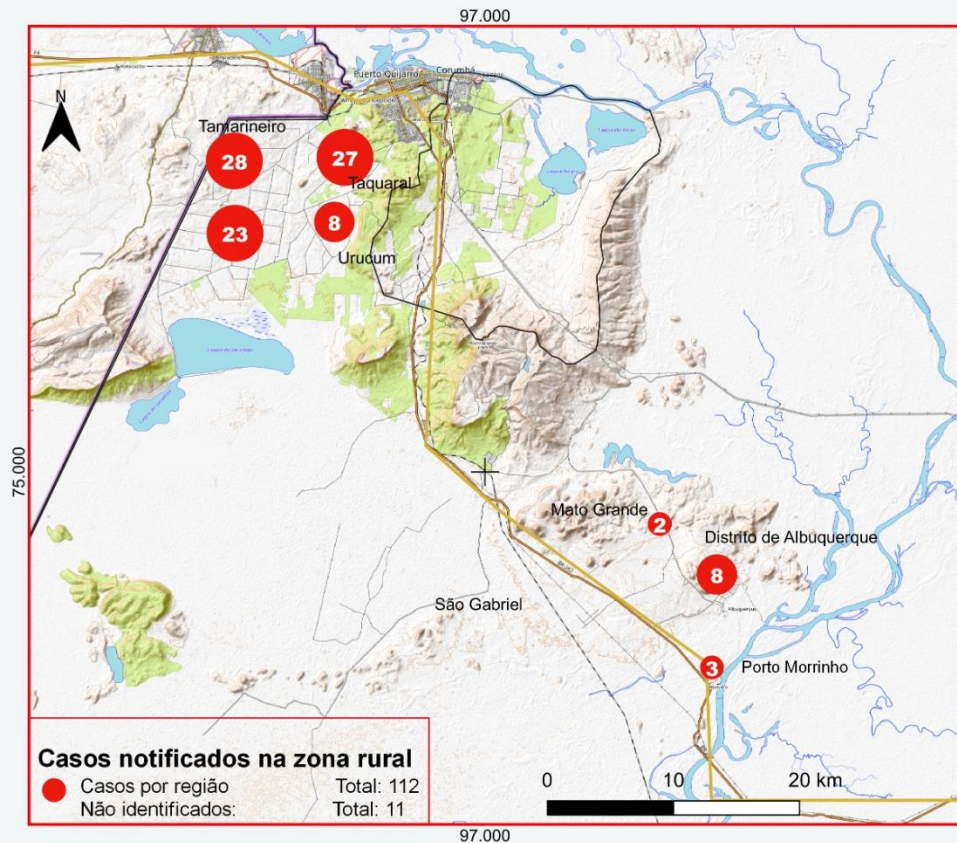 97.000
Puerto Quijarro
Corumbá
N
Tamarineiro
28
27
Taquaral
23
8
Urucum
75.000
Mato Grande
2
Distrito de Albuquerque
8
Albuquerque
São Gabriel
3
Porto Morrinho
Casos notificados na zona rural
Casos por região Total: 112
Não identificados: Total: 11
0 10 20 km
97.000